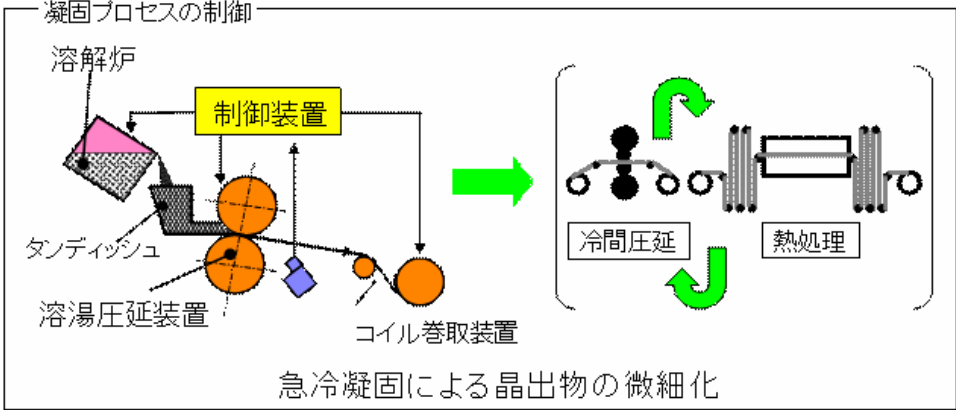 凝固プロセスの制御
溶解炉
制御装置
タンディッシュ
溶湯圧延装置
コイル巻取装置
冷間圧延
熱処理
急冷凝固による晶出物の微細化